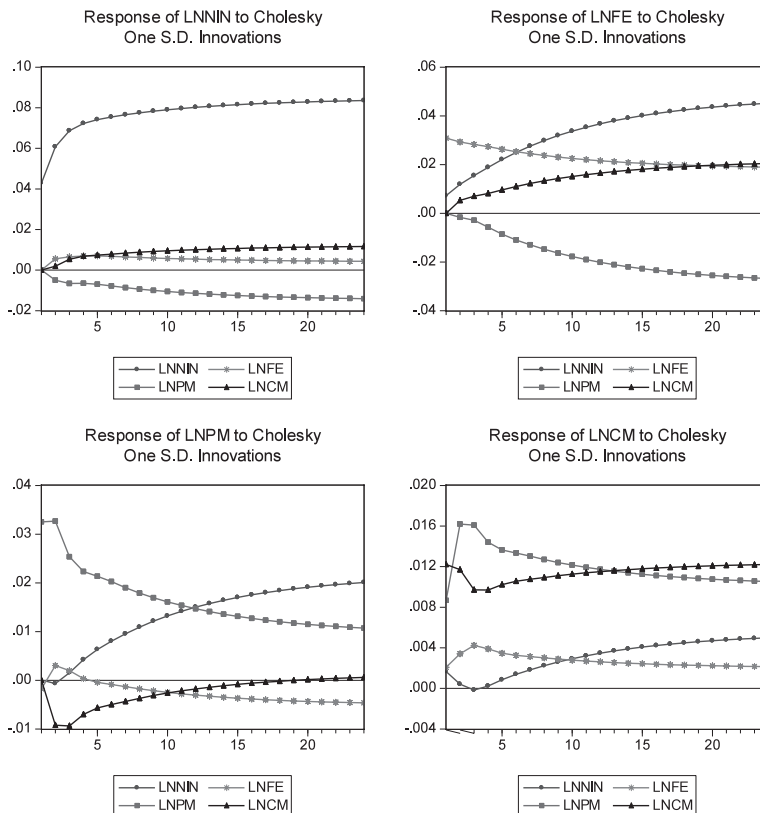 Response of LNNIN to Cholesky
One S.D. Innovations
.10
.08
.06
.04
.02
.00
-.02
5 10 15 20
LNNIN LNFE
LNPM LNCM
Response of LNFE to Cholesky
One S.D. Innovations
.06
.04
.02
.00
-.02
-.04
5 10 15 20
LNNIN LNFE
LNPM LNCM
Response of LNPM to Cholesky
One S.D. Innovations
.04
.03
.02
.01
.00
-.01
5 10 15 20
LNNIN LNFE
LNPM LNCM
Response of LNCM to Cholesky
One S.D. Innovations
.020
.016
.012
.008
.004
.000
-.004
5 10 15 20
LNNIN LNFE
LNPM LNCM